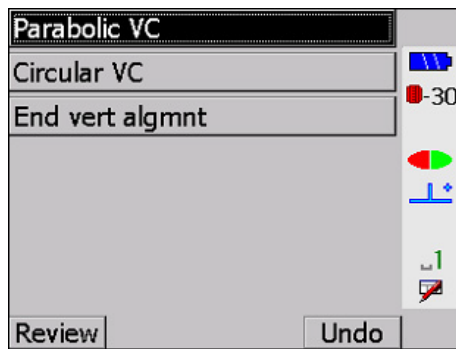 Parabolic VC
Circular VC
-30
End vert algmnt
1
Review Undo